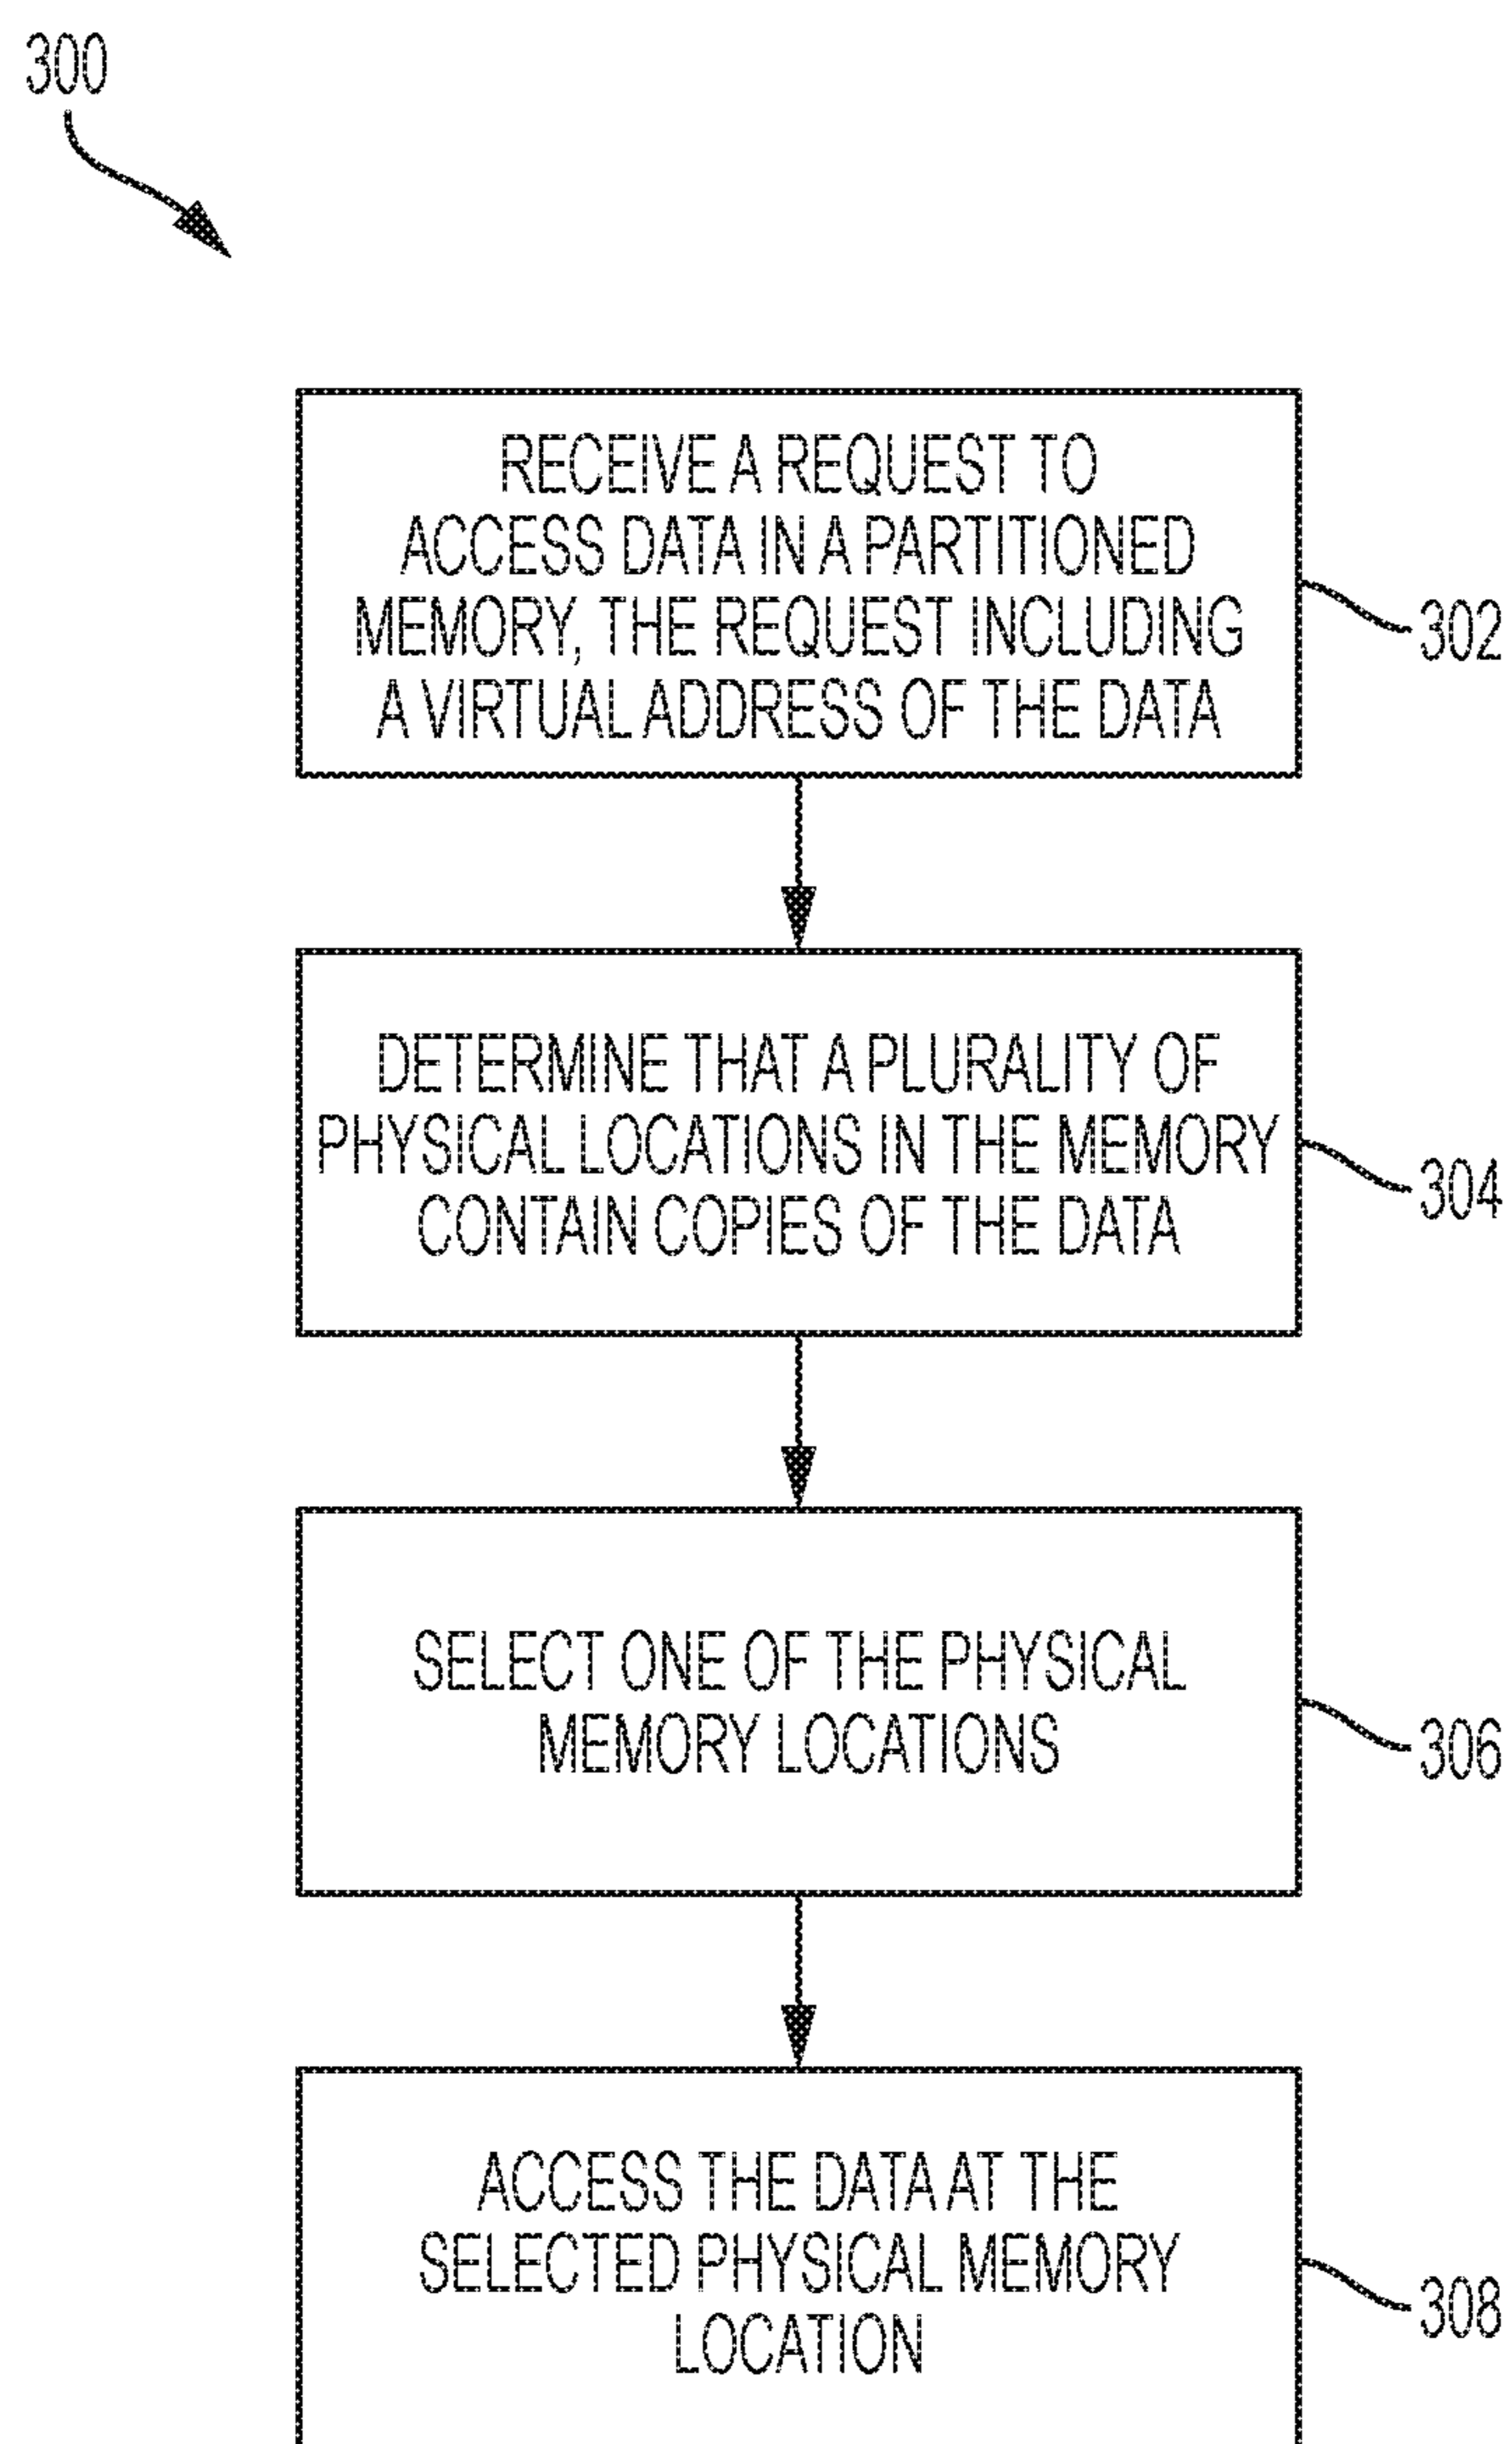 300
RECEIVE A REQUEST TO
ACCESS DATA IN A PARTITIONED
MEMORY, THE REQUEST INCLUDING
A VIRTUAL ADDRESS OF THE DATA
302
DETERMINE THAT A PLURALITY OF
PHYSICAL LOCATIONS IN THE MEMORY
CONTAIN COPIES OF THE DATA
304
SELECT ONE OF THE PHYSICAL
MEMORY LOCATIONS
306
ACCESS THE DATA AT THE
SELECTED PHYSICAL MEMORY
LOCATION
308